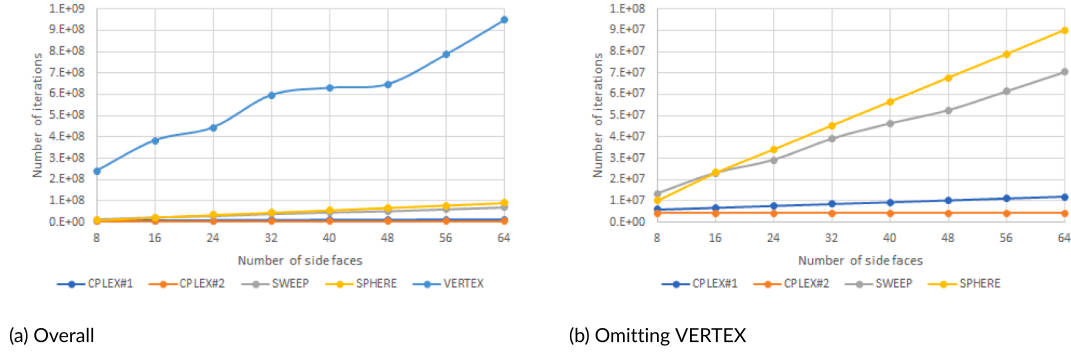 1.E+09
9.E+08
8.E+08
7.E+08
6.E+08
5.E+08
4.E+08
3.E+08
2.E+08
1.E+08
0.E+00
Number of iterations
8 16 24 32 40 48 56 64
Number of side faces
CPLEX#1 CPLEX#2 SWEEP SPHERE VERTEX
(a) Overall
1.E+08
9.E+07
8.E+07
7.E+07
6.E+07
5.E+07
4.E+07
3.E+07
2.E+07
1.E+07
0.E+00
Number of iterations
8 16 24 32 40 48 56 64
Number of side faces
CPLEX#1 CPLEX#2 SWEEP SPHERE
(b) Omitting VERTEX